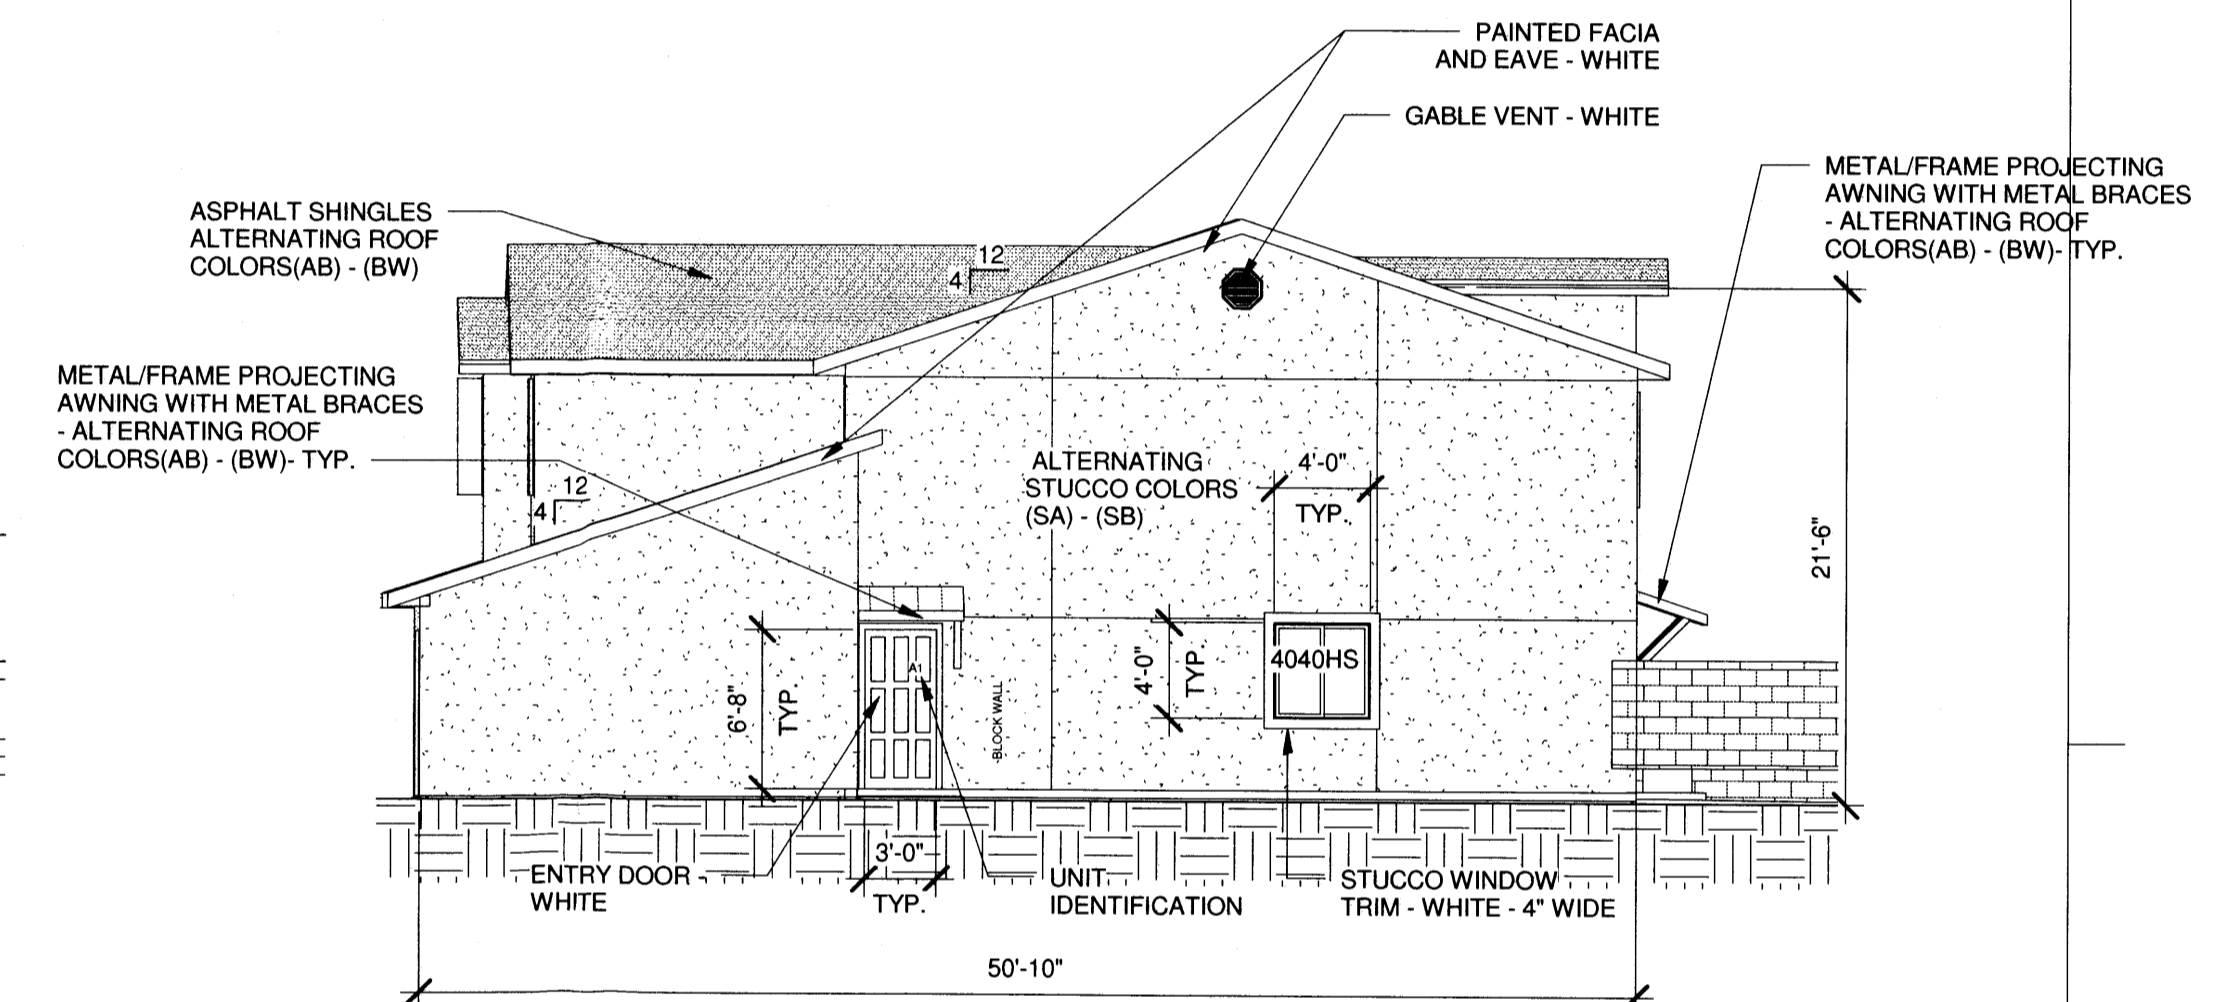 PAINTED FACIA
AND EAVE - WHITE
GABLE VENT - WHITE
METAL/FRAME PROJECTING
AWNING WITH METAL BRACES
- ALTERNATING ROOF
COLORS(AB) - (BW)- TYP.
ASPHALT SHINGLES
ALTERNATING ROOF
COLORS(AB) - (BW)
12
4
METAL/FRAME PROJECTING
AWNING WITH METAL BRACES
- ALTERNATING ROOF
COLORS(AB) - (BW)- TYP.
12
4
ALTERNATING
STUCCO COLORS
(SA) - (SB)
4'-0"
TYP.
21'-6"
4'-0"
TYP.
4040HS
A1
6'-8"
TYP.
BLOCK WALL
3'-0"
TYP.
ENTRY DOOR -
WHITE
UNIT
IDENTIFICATION
STUCCO WINDOW
TRIM - WHITE - 4" WIDE
50'-10"